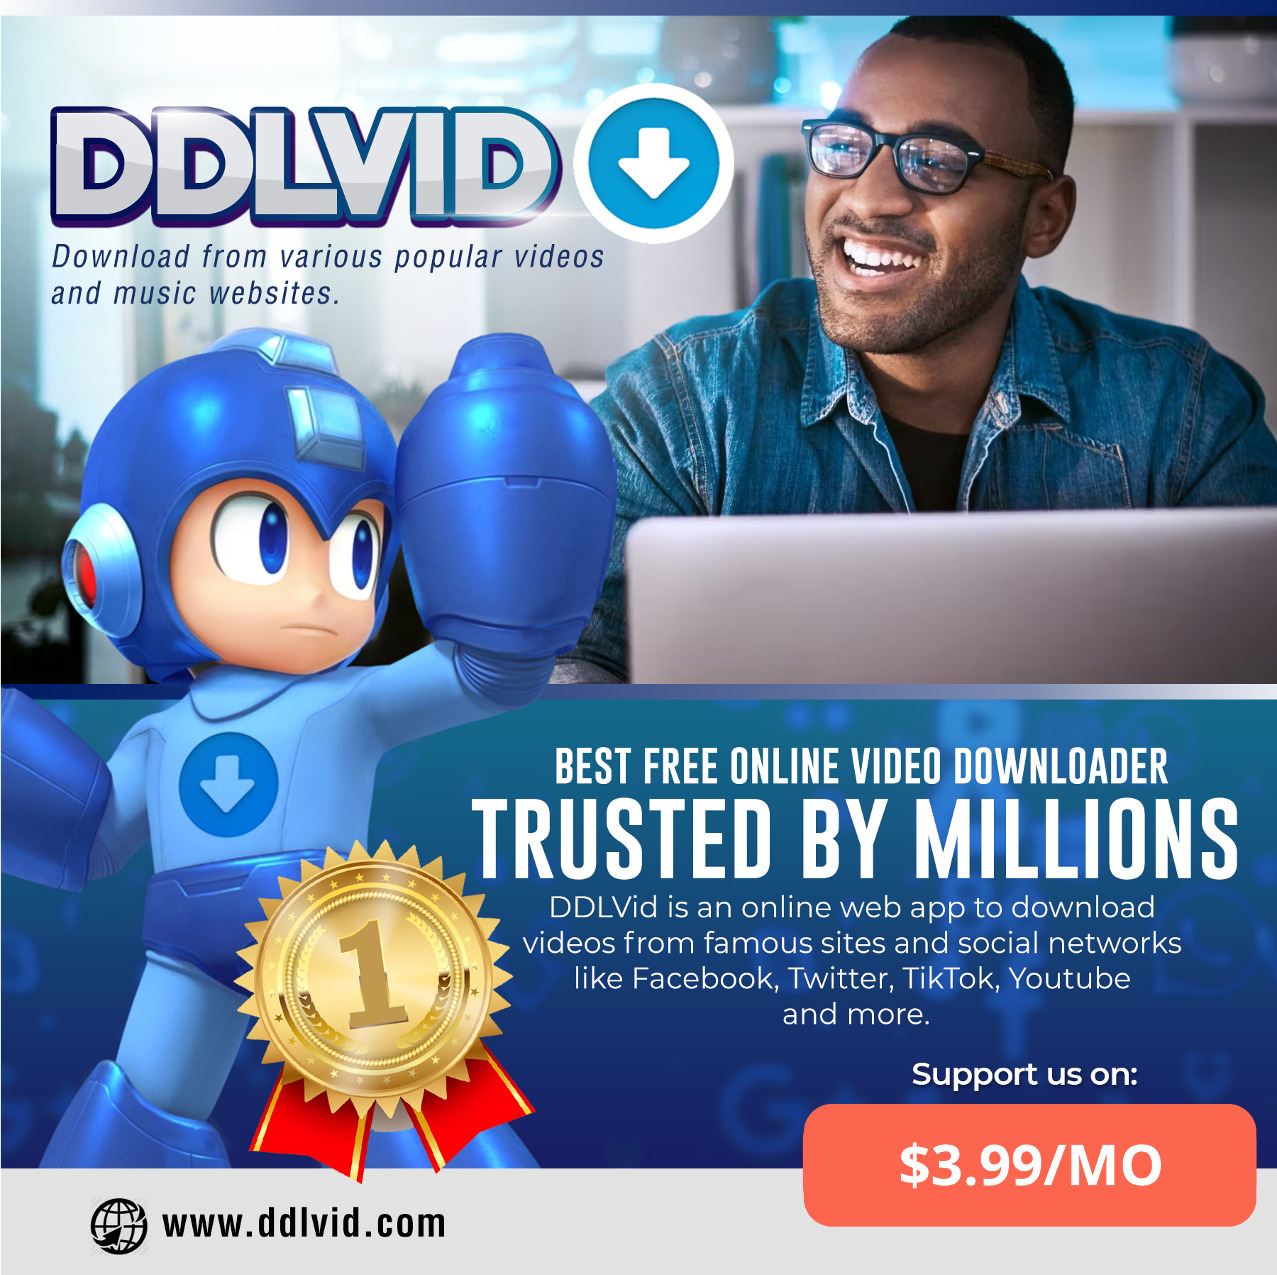 DDLVID
Download from various popular videos
and music websites.
BEST FREE ONLINE VIDEO DOWNLOADER
TRUSTED BY MILLIONS
DDLVid is an online web app to download
videos from famous sites and social networks
like Facebook, Twitter, TikTok, Youtube
and more.
1
Support us on:
$3.99/MO
www.ddlvid.com